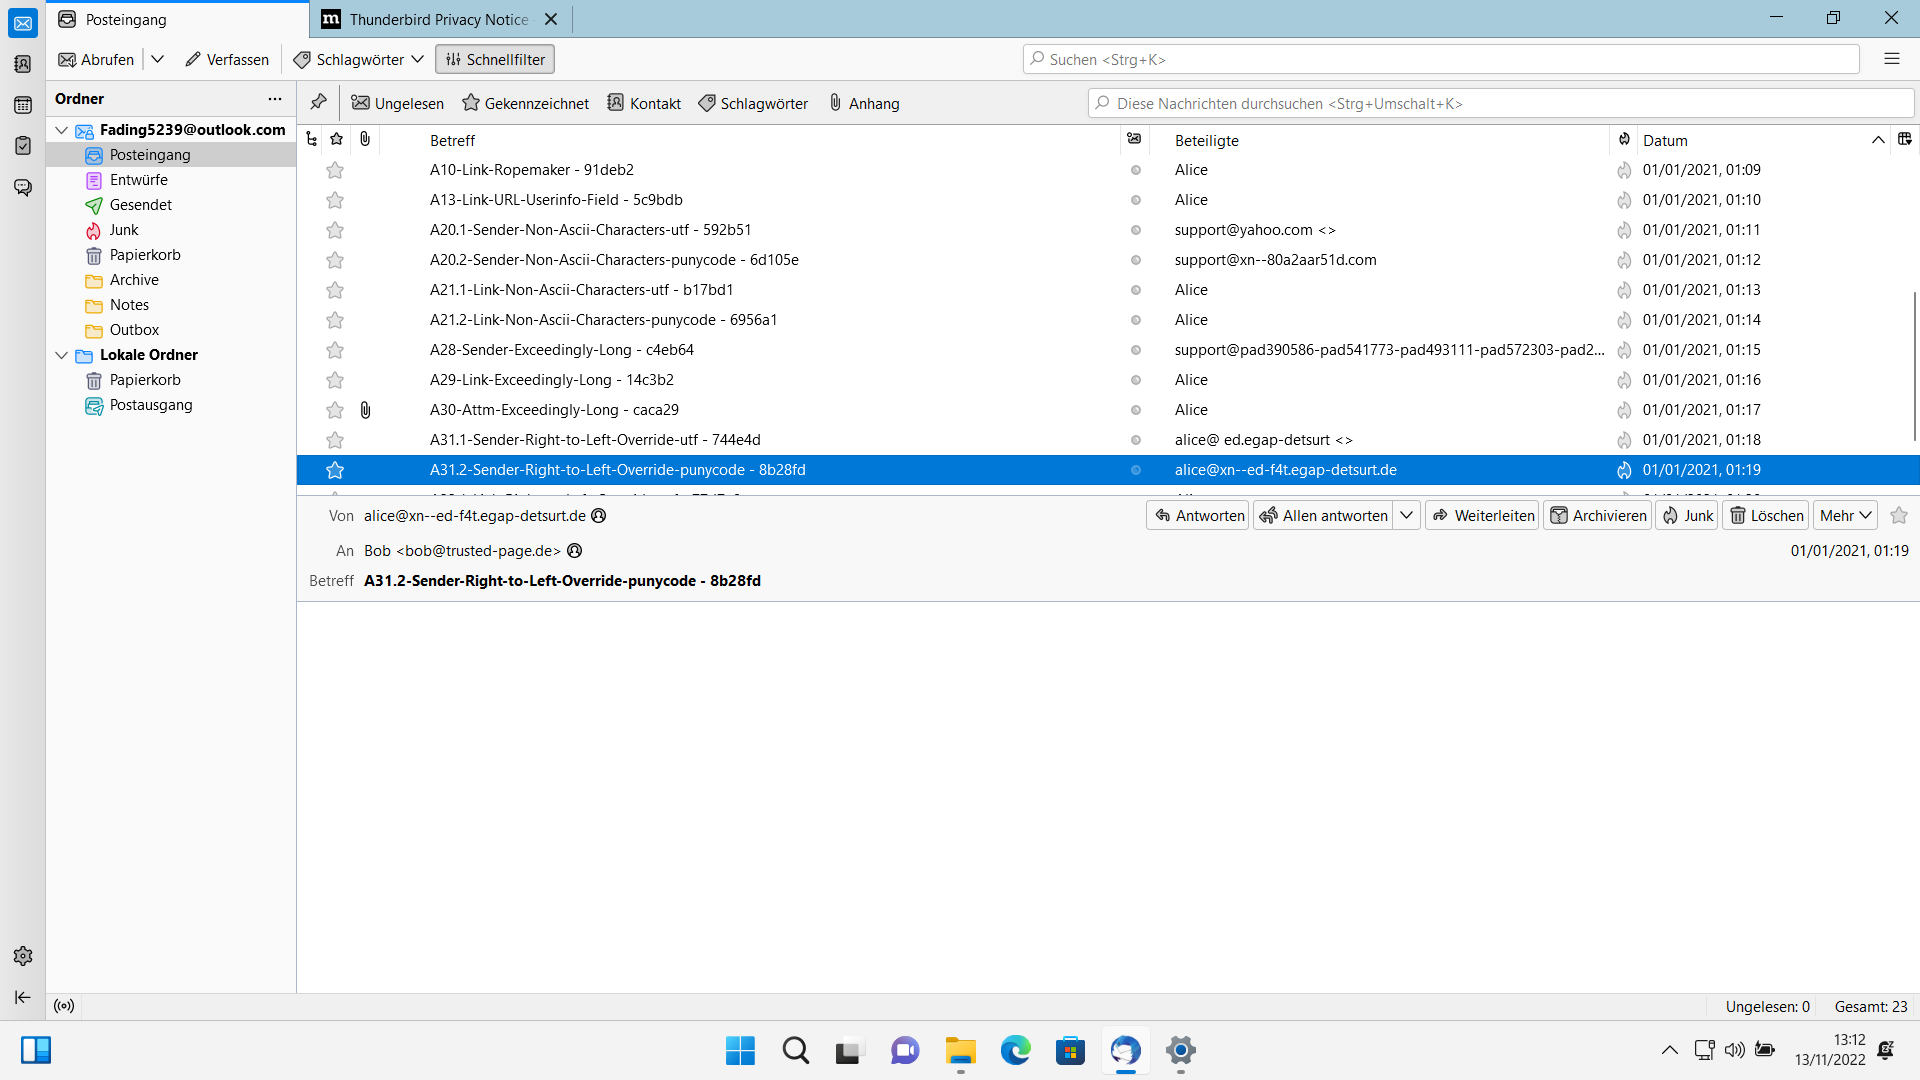 Posteingang
Thunderbird Privacy Notice -
Abrufen
Verfassen
Schlagwörter
Schnellfilter
Suchen <Strg+K>
Ordner
Ungelesen
Gekennzeichnet
Kontakt
Schlagwörter
Anhang
Diese Nachrichten durchsuchen <Strg+Umschalt+K>
Fading5239@outlook.com
Posteingang
Entwürfe
Gesendet
Junk
Papierkorb
Archive
Notes
Outbox
Lokale Ordner
Papierkorb
Postausgang
Betreff Beteiligte Datum
A10-Link-Ropemaker - 91deb2 Alice 01/01/2021, 01:09
A13-Link-URL-Userinfo-Field - 5c9bdb Alice 01/01/2021, 01:10
A20.1-Sender-Non-Ascii-Characters-utf - 592b51 support@yahoo.com <> 01/01/2021, 01:11
A20.2-Sender-Non-Ascii-Characters-punycode - 6d105e support@xn--80a2aar51d.com 01/01/2021, 01:12
A21.1-Link-Non-Ascii-Characters-utf - b17bd1 Alice 01/01/2021, 01:13
A21.2-Link-Non-Ascii-Characters-punycode - 6956a1 Alice 01/01/2021, 01:14
A28-Sender-Exceedingly-Long - c4eb64 support@pad390586-pad541773-pad493111-pad572303-pad2... 01/01/2021, 01:15
A29-Link-Exceedingly-Long - 14c3b2 Alice 01/01/2021, 01:16
A30-Attm-Exceedingly-Long - caca29 Alice 01/01/2021, 01:17
A31.1-Sender-Right-to-Left-Override-utf - 744e4d alice@ ed.egap-detsurt <> 01/01/2021, 01:18
A31.2-Sender-Right-to-Left-Override-punycode - 8b28fd alice@xn--ed-f4t.egap-detsurt.de 01/01/2021, 01:19
Von alice@xn--ed-f4t.egap-detsurt.de
Antworten
Allen antworten
Weiterleiten
Archivieren
Junk
Löschen
Mehr
An Bob <bob@trusted-page.de> 01/01/2021, 01:19
Betreff A31.2-Sender-Right-to-Left-Override-punycode - 8b28fd
Ungelesen: 0 Gesamt: 23
13:12
13/11/2022